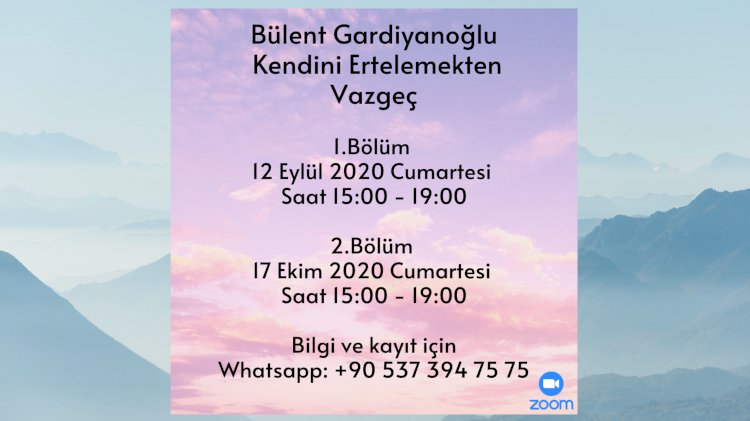 Bülent Gardiyanoğlu
Kendini Ertelemekten
Vazgeç
1.Bölüm
12 Eylül 2020 Cumartesi
Saat 15:00 - 19:00
2.Bölüm
17 Ekim 2020 Cumartesi
Saat 15:00 - 19:00
Bilgi ve kayıt için
Whatsapp: +90 537 394 75 75
zoom